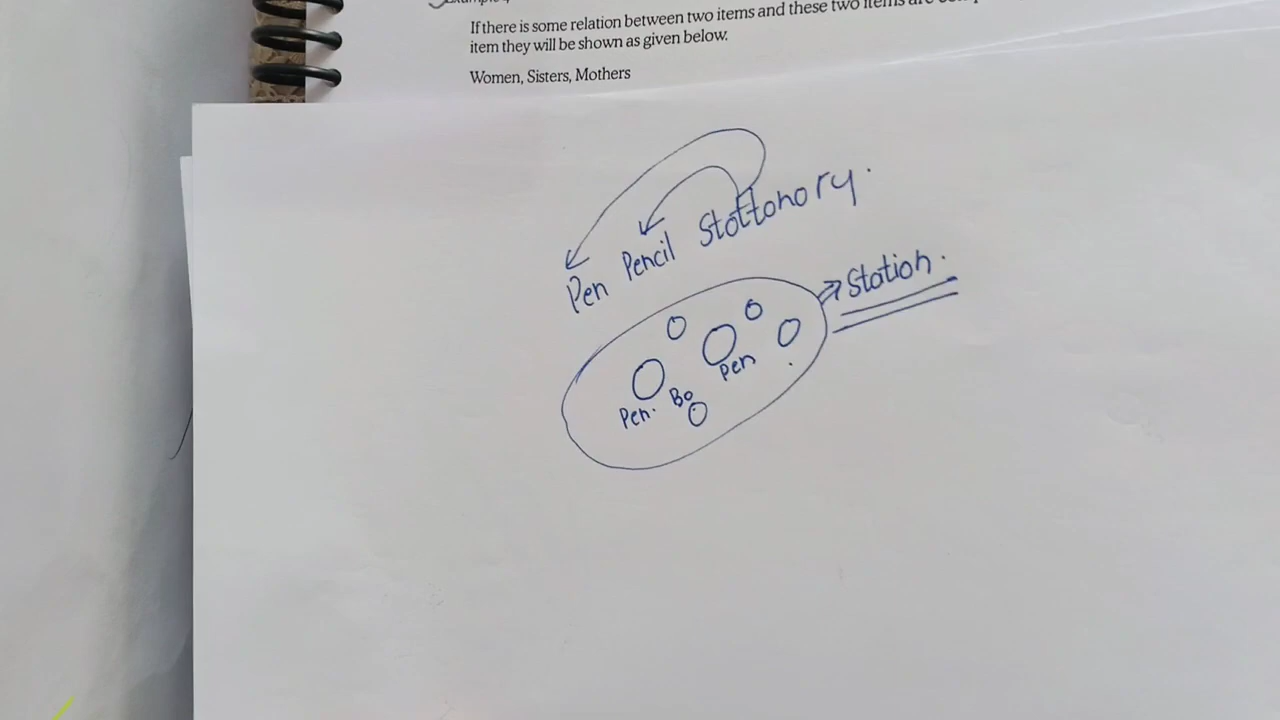 If there is some relation between two items and these two items are
item they will be shown as given below.
Women, Sisters, Mothers
Pen Pencil Stottonory.
Station.
Pen. Bo Pen